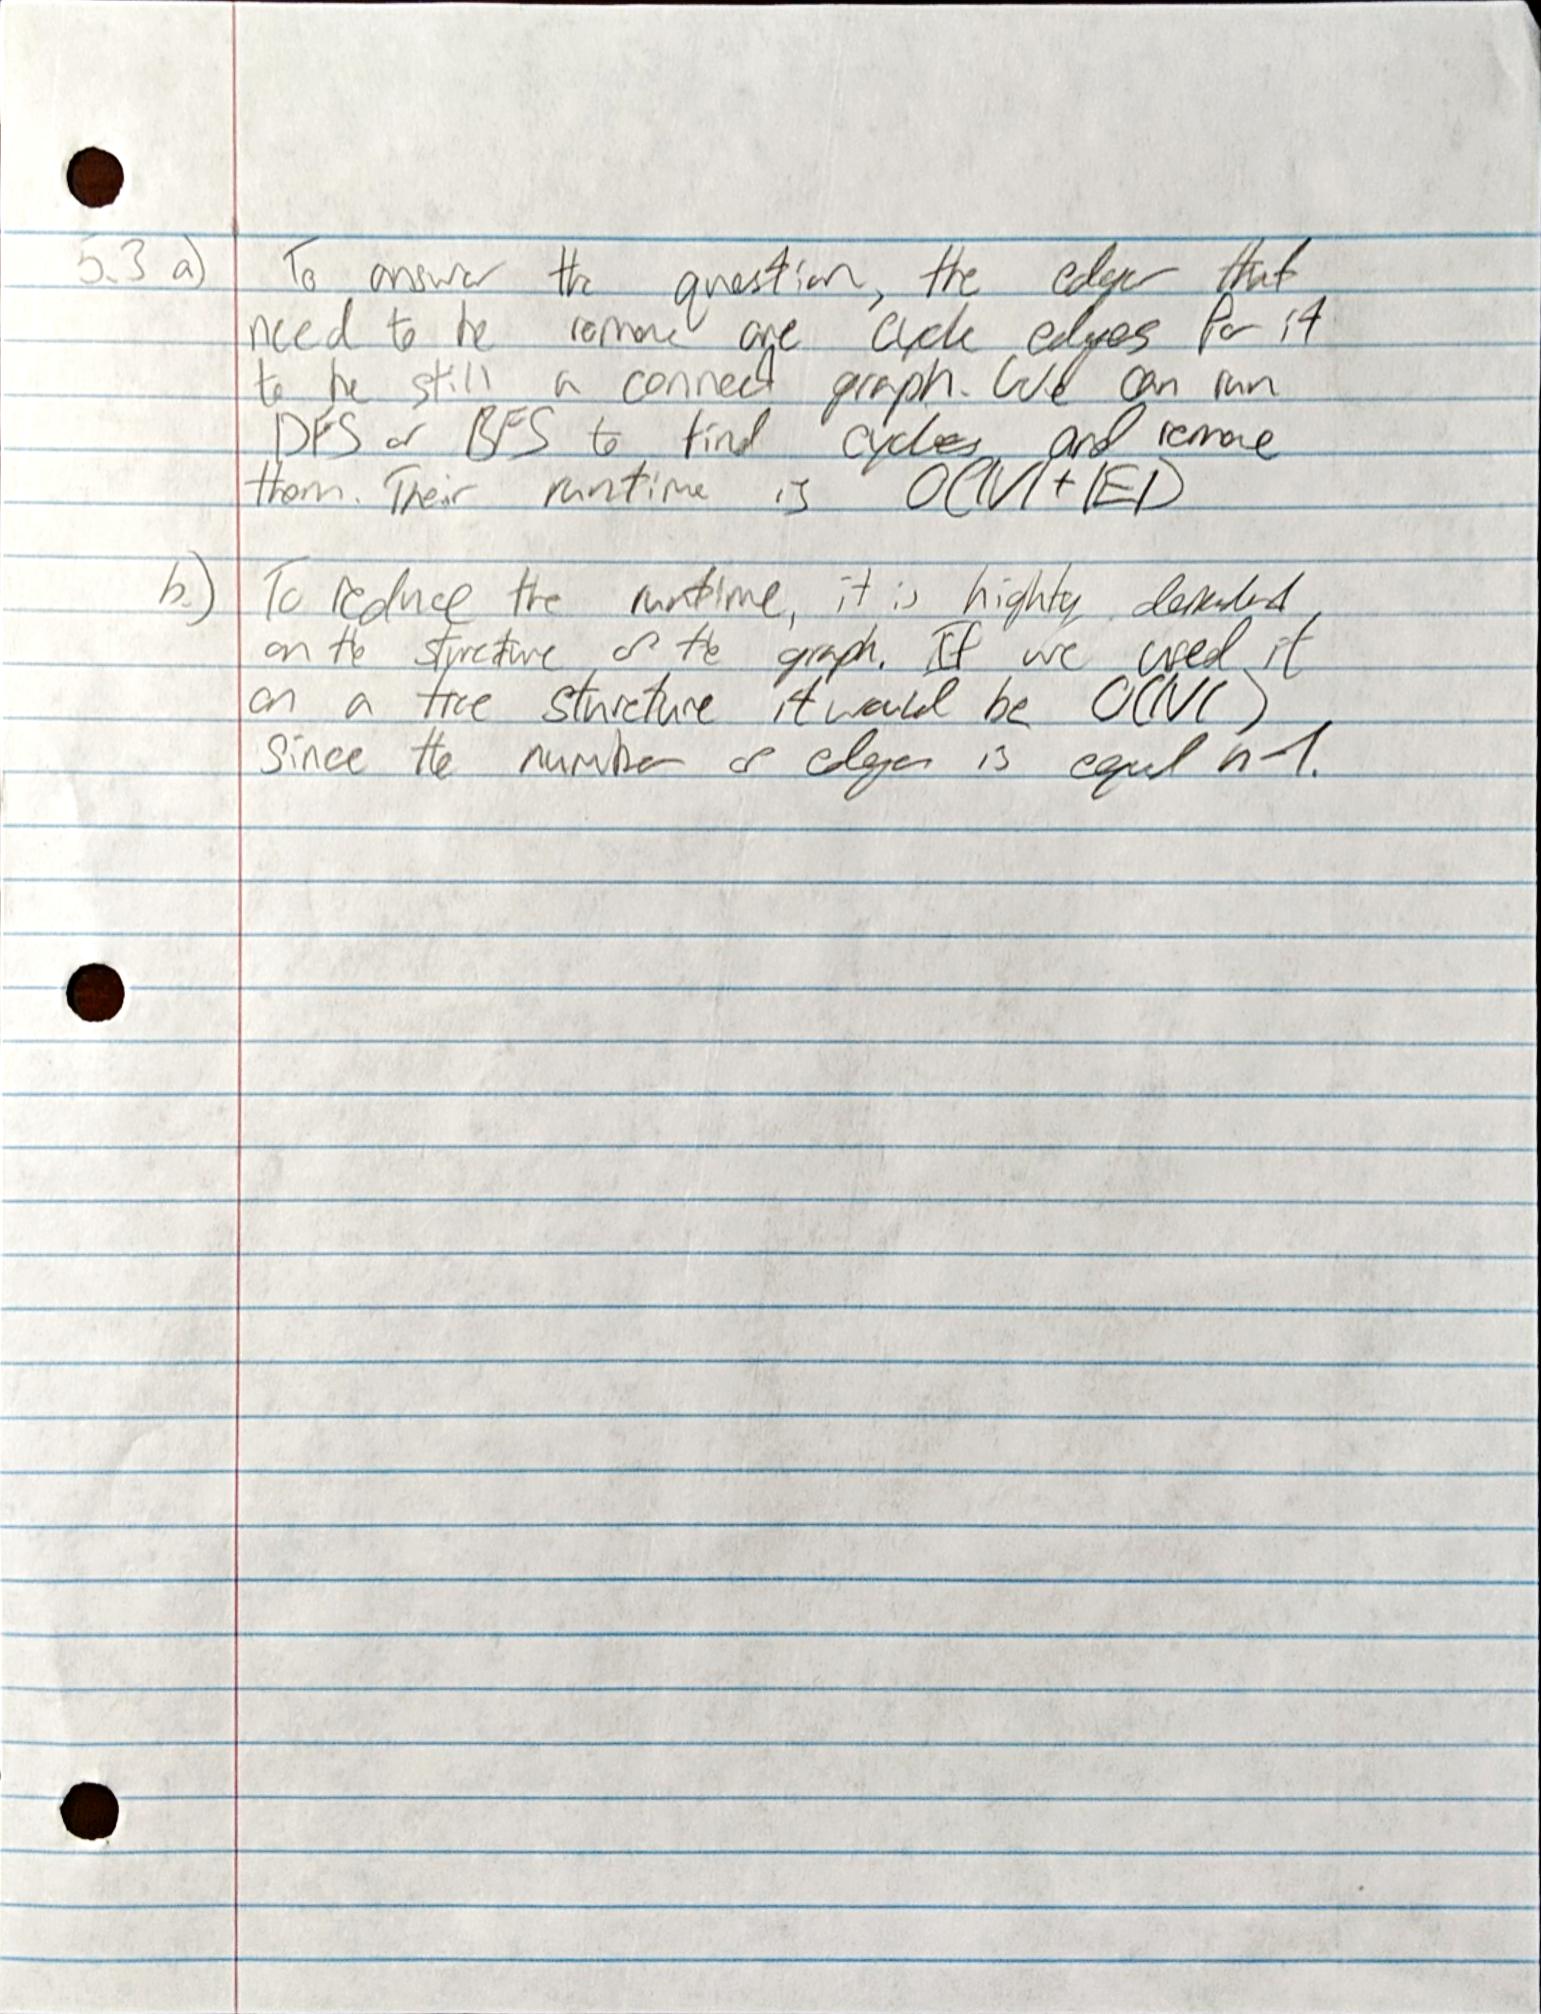 5.3 a) To answer the question, the edges that
need to be remove are cycle edges for it
to be still a connect graph. We can run
DFS or BFS to find cycles and remove
them. Their runtime is O(|V|+|E|)
b.) To reduce the runtime, it is highty
on the structure of the graph. If we used it
on a tree structure it would be O(|V|)
Since the number of edges is equal n-1.